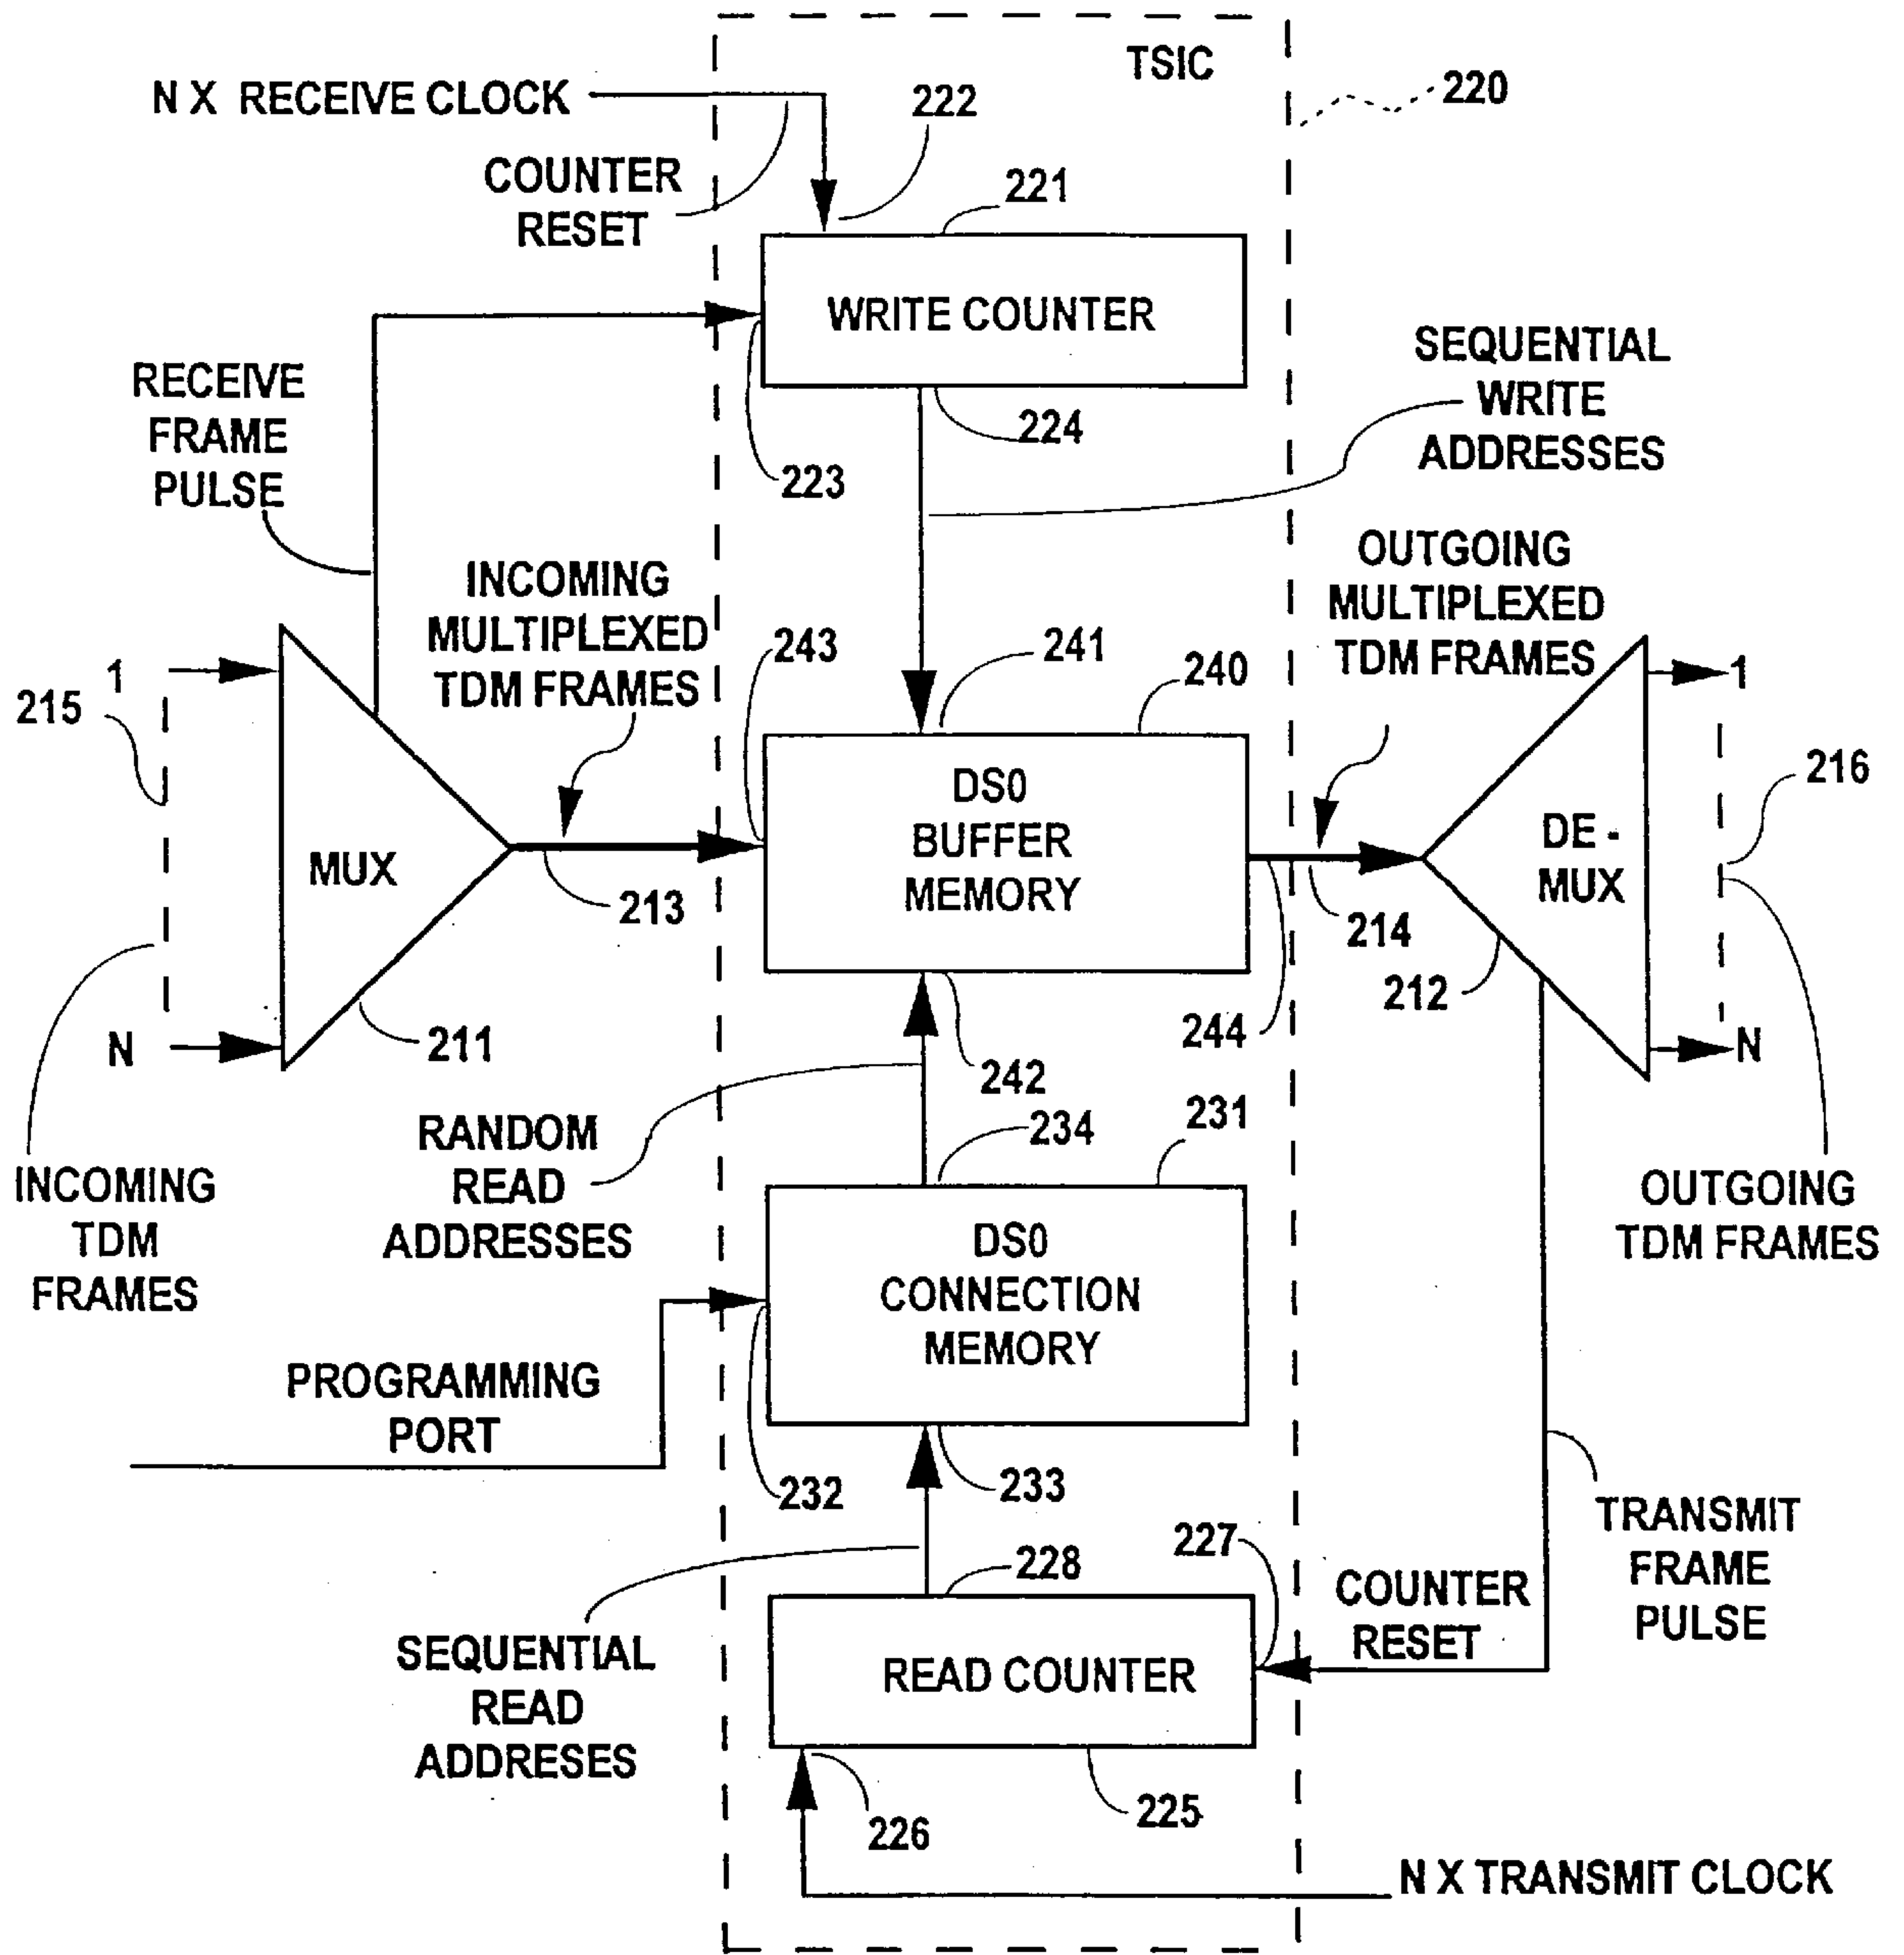 TSIC
220
N X RECEIVE CLOCK
222
COUNTER
RESET
221
WRITE COUNTER
RECEIVE
FRAME
PULSE
223
224
SEQUENTIAL
WRITE
ADDRESSES
INCOMING
MULTIPLEXED
TDM FRAMES
OUTGOING
MULTIPLEXED
TDM FRAMES
243
241
240
1
215
1
216
MUX
213
DS0
BUFFER
MEMORY
DE -
MUX
214
212
N
211
244
242
N
RANDOM
READ
ADDRESSES
234
231
INCOMING
TDM
FRAMES
OUTGOING
TDM FRAMES
DS0
CONNECTION
MEMORY
PROGRAMMING
PORT
232
233
TRANSMIT
FRAME
PULSE
227
228
COUNTER
RESET
SEQUENTIAL
READ
ADDRESES
READ COUNTER
226
225
N X TRANSMIT CLOCK